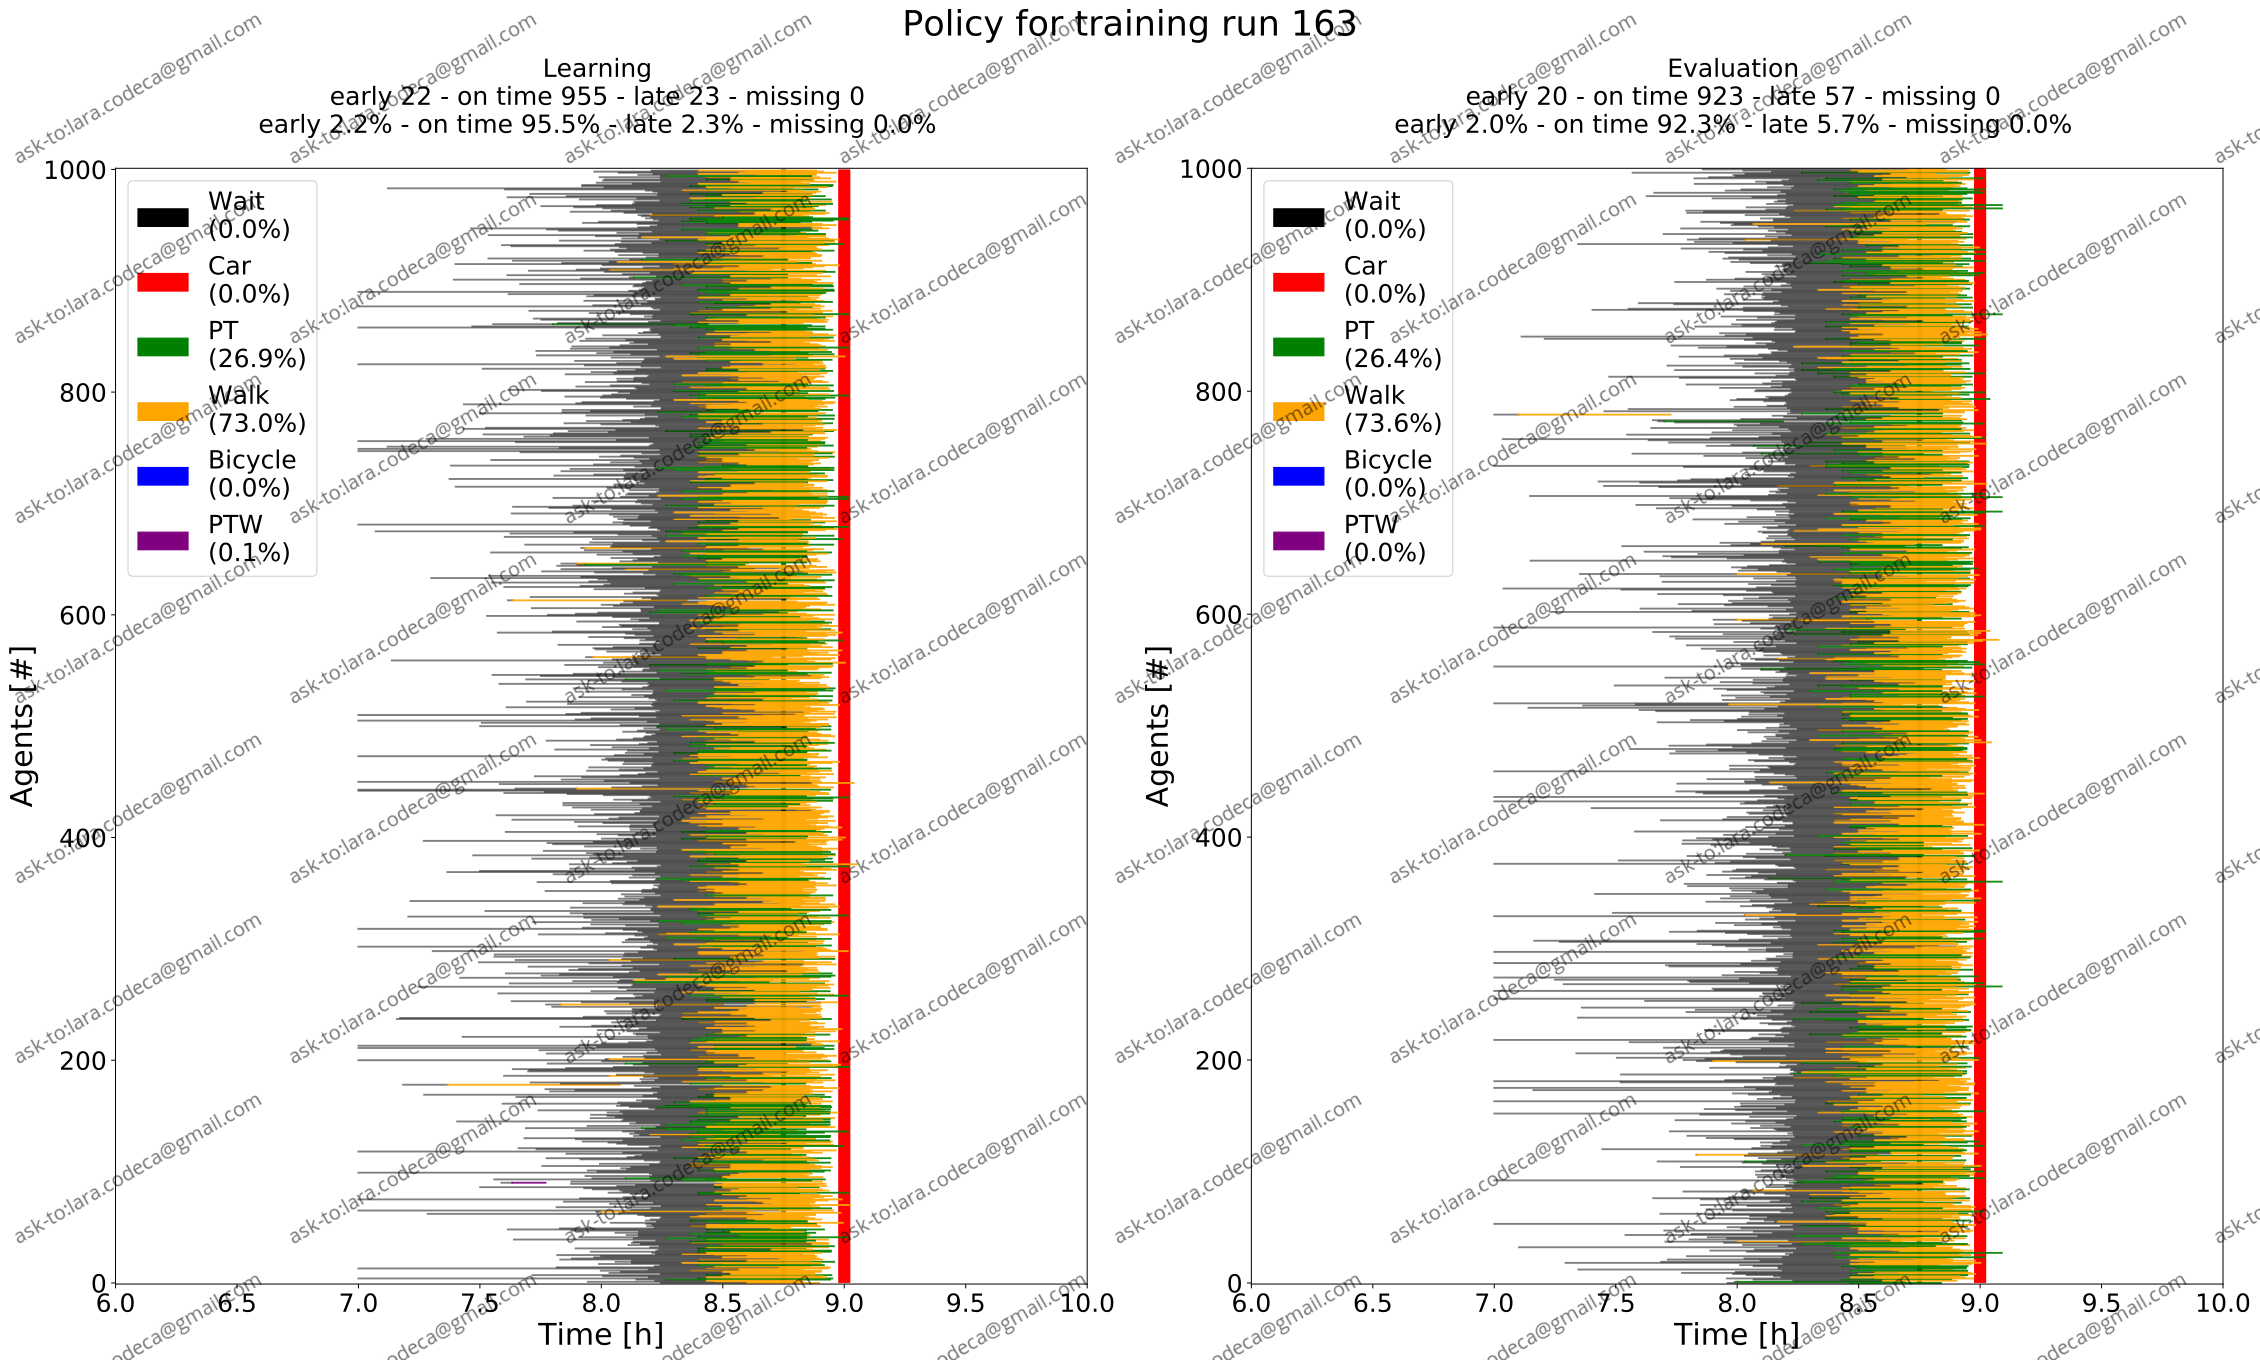 Policy for training run 163
Learning
early 22 - on time 955 - late 23 - missing 0
early 2.2% - on time 95.5% - late 2.3% - missing 0.0%
1000
800
600
400
200
0
Agents [#]
Wait
(0.0%)
Car
(0.0%)
PT
(26.9%)
Walk
(73.0%)
Bicycle
(0.0%)
PTW
(0.1%)
6.0 6.5 7.0 7.5 8.0 8.5 9.0 9.5 10.0
Time [h]
Evaluation
early 20 - on time 923 - late 57 - missing 0
early 2.0% - on time 92.3% - late 5.7% - missing 0.0%
1000
800
600
400
200
0
Agents [#]
Wait
(0.0%)
Car
(0.0%)
PT
(26.4%)
Walk
(73.6%)
Bicycle
(0.0%)
PTW
(0.0%)
6.0 6.5 7.0 7.5 8.0 8.5 9.0 9.5 10.0
Time [h]
ask-to:lara.codeca@gmail.com